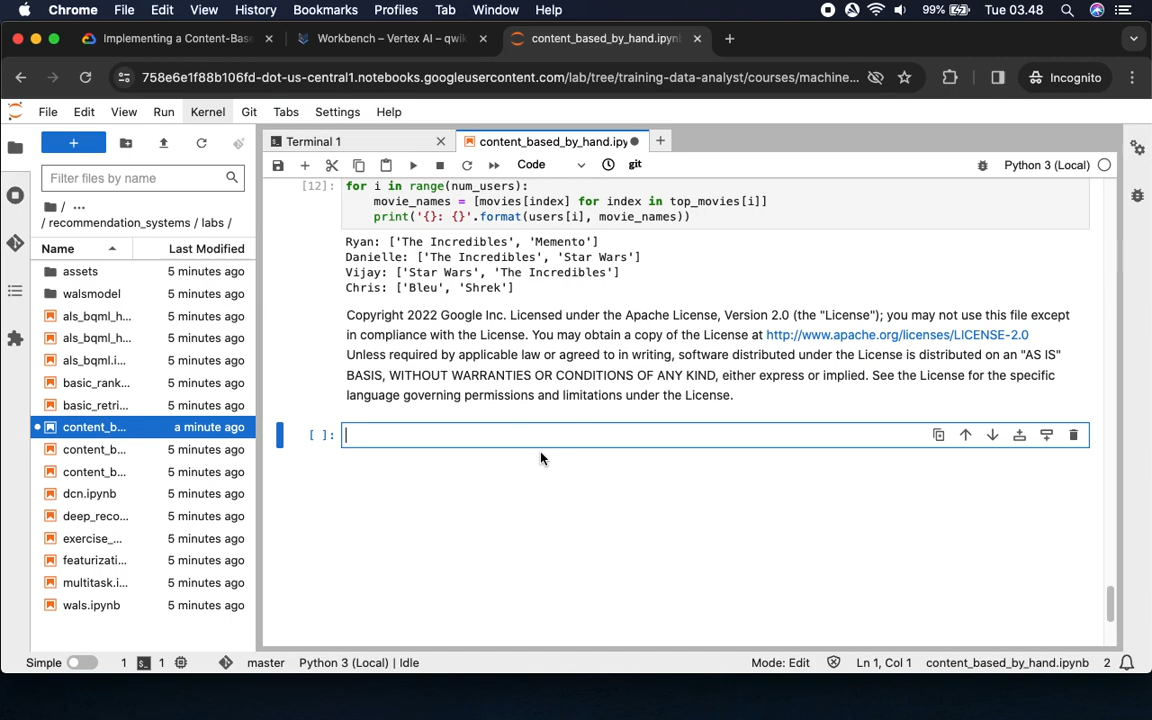 Chrome File Edit View History Bookmarks Profiles Tab Window Help 99% Tue 03.48
Implementing a Content-Bas
Workbench – Vertex AI – qwik
content_based_by_hand.ipyn
758e6e1f88b106fd-dot-us-central1.notebooks.googleusercontent.com/lab/tree/training-data-analyst/courses/machine...
Incognito
File Edit View Run Kernel Git Tabs Settings Help
Terminal 1
content_based_by_hand.ipy
Code
git
Python 3 (Local)
Filter files by name
/ ...
/ recommendation_systems / labs /
Name Last Modified
assets 5 minutes ago
walsmodel 5 minutes ago
als_bqml_h... 5 minutes ago
als_bqml_h... 5 minutes ago
als_bqml.i... 5 minutes ago
basic_rank... 5 minutes ago
basic_retri... 5 minutes ago
content_b... a minute ago
content_b... 5 minutes ago
content_b... 5 minutes ago
dcn.ipynb 5 minutes ago
deep_reco... 5 minutes ago
exercise_... 5 minutes ago
featurizati... 5 minutes ago
multitask.i... 5 minutes ago
wals.ipynb 5 minutes ago
[12]: for i in range(num_users):
movie_names = [movies[index] for index in top_movies[i]]
print('{}: {}'.format(users[i], movie_names))
Ryan: ['The Incredibles', 'Memento']
Danielle: ['The Incredibles', 'Star Wars']
Vijay: ['Star Wars', 'The Incredibles']
Chris: ['Bleu', 'Shrek']
Copyright 2022 Google Inc. Licensed under the Apache License, Version 2.0 (the "License"); you may not use this file except
in compliance with the License. You may obtain a copy of the License at http://www.apache.org/licenses/LICENSE-2.0
Unless required by applicable law or agreed to in writing, software distributed under the License is distributed on an "AS IS"
BASIS, WITHOUT WARRANTIES OR CONDITIONS OF ANY KIND, either express or implied. See the License for the specific
language governing permissions and limitations under the License.
[ ]:
Simple 1 1 master Python 3 (Local) | Idle Mode: Edit Ln 1, Col 1 content_based_by_hand.ipynb 2